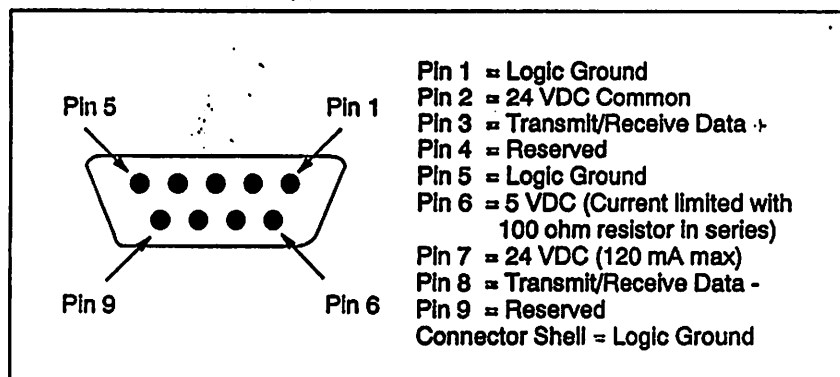 Pin 5
Pin 1
Pin 9
Pin 6
Pin 1 = Logic Ground
Pin 2 = 24 VDC Common
Pin 3 = Transmit/Receive Data +
Pin 4 = Reserved
Pin 5 = Logic Ground
Pin 6 = 5 VDC (Current limited with
100 ohm resistor in series)
Pin 7 = 24 VDC (120 mA max)
Pin 8 = Transmit/Receive Data -
Pin 9 = Reserved
Connector Shell = Logic Ground